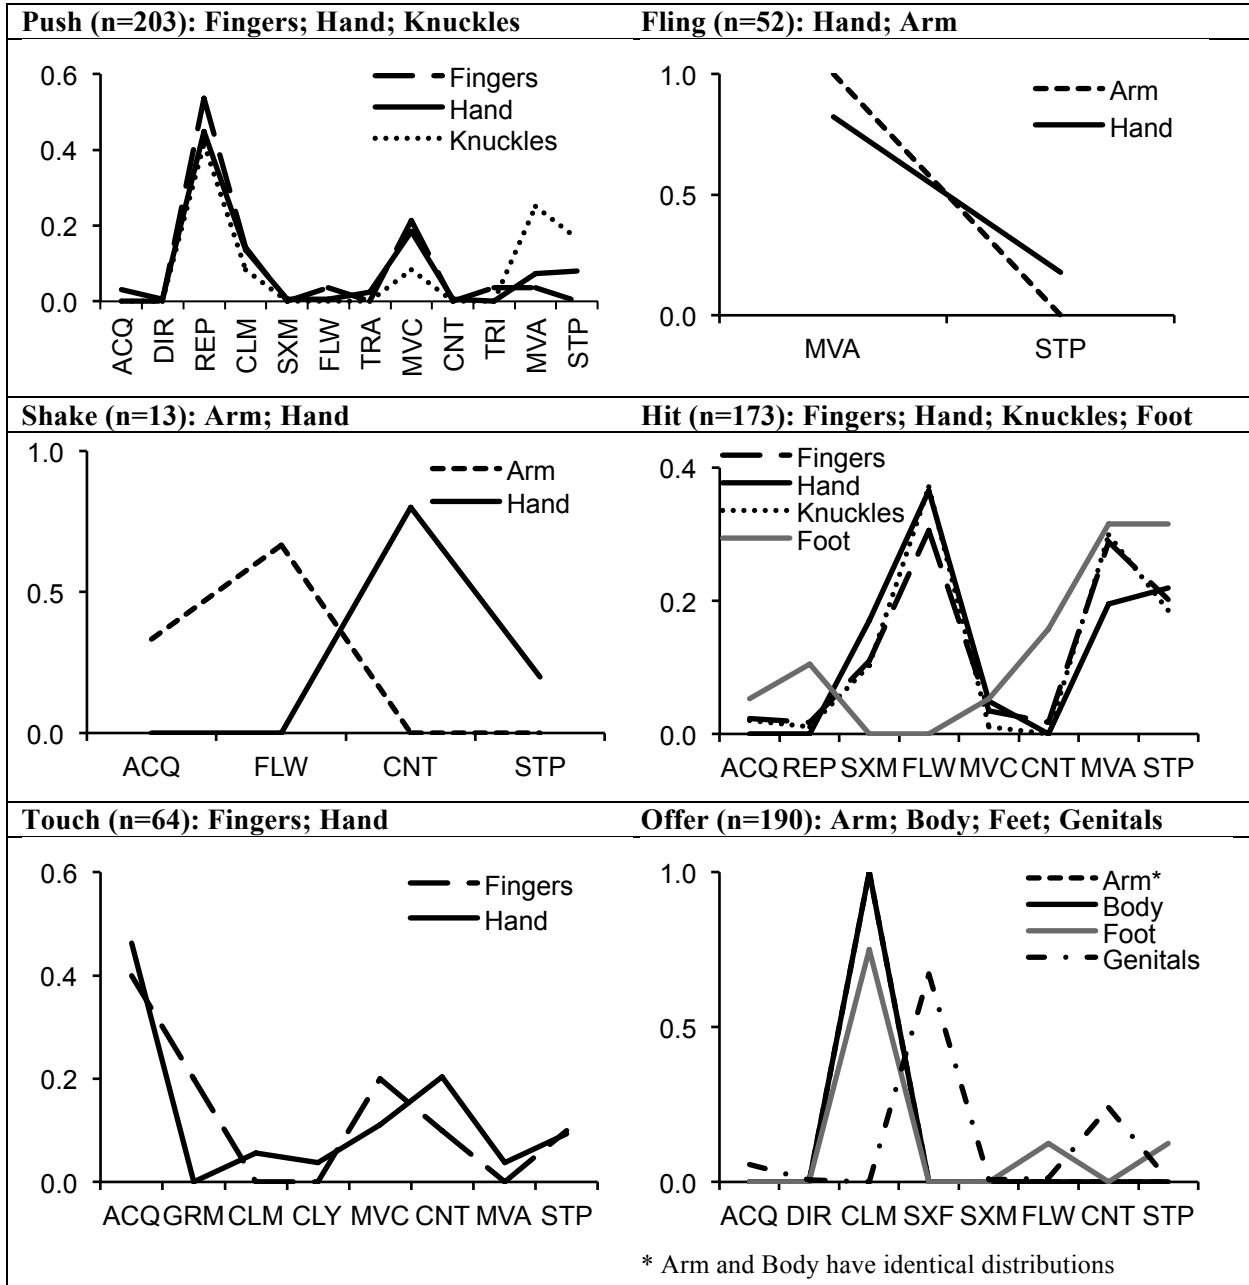 Push (n=203): Fingers; Hand; Knuckles
0.6
0.4
0.2
0.0
Fingers
Hand
Knuckles
ACQ
DIR
REP
CLM
SXM
FLW
TRA
MVC
CNT
TRI
MVA
STP
Fling (n=52): Hand; Arm
1.0
0.5
0.0
Arm
Hand
MVA STP
Shake (n=13): Arm; Hand
1.0
0.5
0.0
Arm
Hand
ACQ FLW CNT STP
Hit (n=173): Fingers; Hand; Knuckles; Foot
Fingers
Hand
Knuckles
Foot
0.4
0.2
0.0
ACQ REP SXM FLW MVC CNT MVA STP
Touch (n=64): Fingers; Hand
0.6
0.4
0.2
0.0
Fingers
Hand
ACQ GRM CLM CLY MVC CNT MVA STP
Offer (n=190): Arm; Body; Feet; Genitals
1.0
0.5
0.0
Arm*
Body
Foot
Genitals
ACQ DIR CLM SXF SXM FLW CNT STP
* Arm and Body have identical distributions